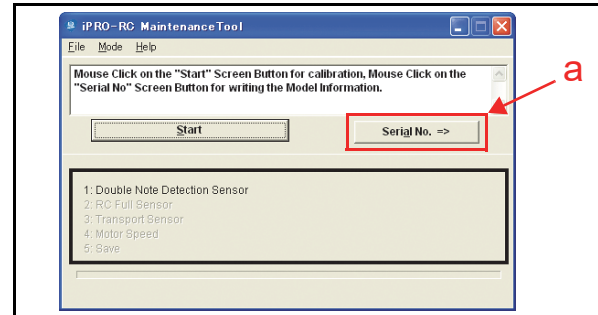 iPRO-RC MaintenanceTool
File Mode Help
Mouse Click on the "Start" Screen Button for calibration, Mouse Click on the
"Serial No" Screen Button for writing the Model Information.
a
Start
Serial No. =>
1: Double Note Detection Sensor
2: RC Full Sensor
3: Transport Sensor
4: Motor Speed
5: Save